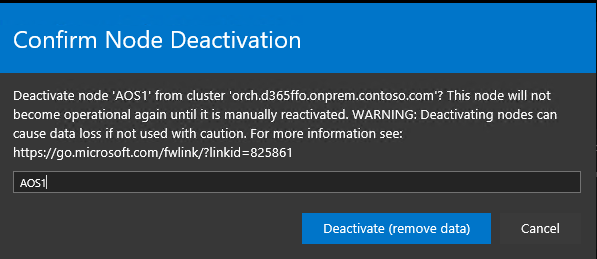 Confirm Node Deactivation
Deactivate node 'AOS1' from cluster 'orch.d365ffo.onprem.contoso.com'? This node will not
become operational again until it is manually reactivated. WARNING: Deactivating nodes can
cause data loss if not used with caution. For more information see:
https://go.microsoft.com/fwlink/?linkid=825861
AOS1
Deactivate (remove data)
Cancel